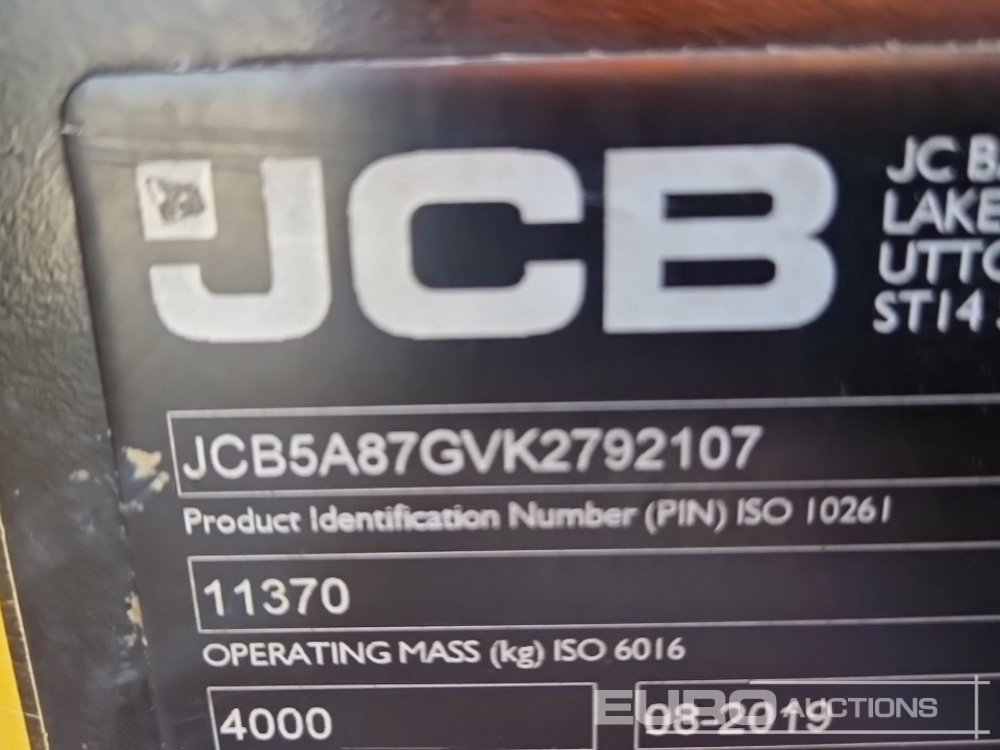 JCB
JC B
LAKE
UTTO
ST14
JCB5A87GVK2792107
Product Identification Number (PIN) ISO 10261
11370
OPERATING MASS (kg) ISO 6016
4000
08-2019
EURO AUCTIONS